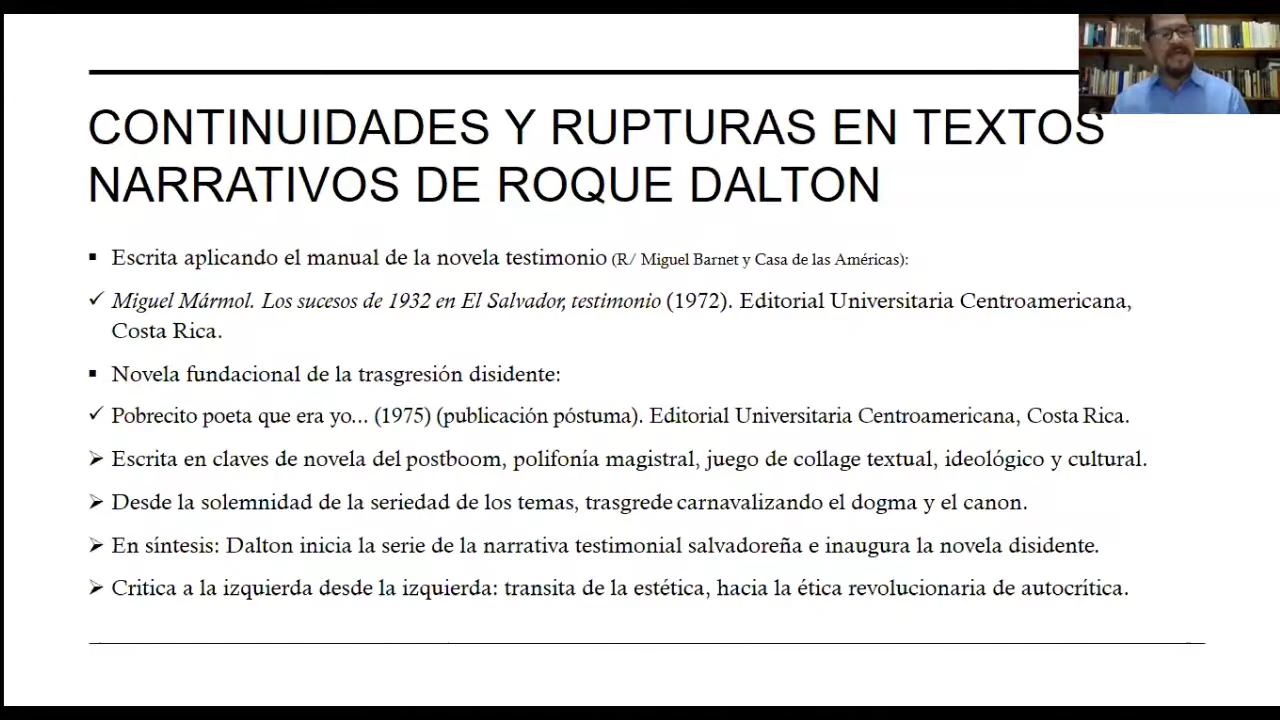 CONTINUIDADES Y RUPTURAS EN TEXTOS
NARRATIVOS DE ROQUE DALTON
▪ Escrita aplicando el manual de la novela testimonio (R/ Miguel Barnet y Casa de las Américas):
✓ Miguel Mármol. Los sucesos de 1932 en El Salvador, testimonio (1972). Editorial Universitaria Centroamericana,
Costa Rica.
▪ Novela fundacional de la trasgresión disidente:
✓ Pobrecito poeta que era yo... (1975) (publicación póstuma). Editorial Universitaria Centroamericana, Costa Rica.
➢ Escrita en claves de novela del postboom, polifonía magistral, juego de collage textual, ideológico y cultural.
➢ Desde la solemnidad de la seriedad de los temas, trasgrede carnavalizando el dogma y el canon.
➢ En síntesis: Dalton inicia la serie de la narrativa testimonial salvadoreña e inaugura la novela disidente.
➢ Critica a la izquierda desde la izquierda: transita de la estética, hacia la ética revolucionaria de autocrítica.